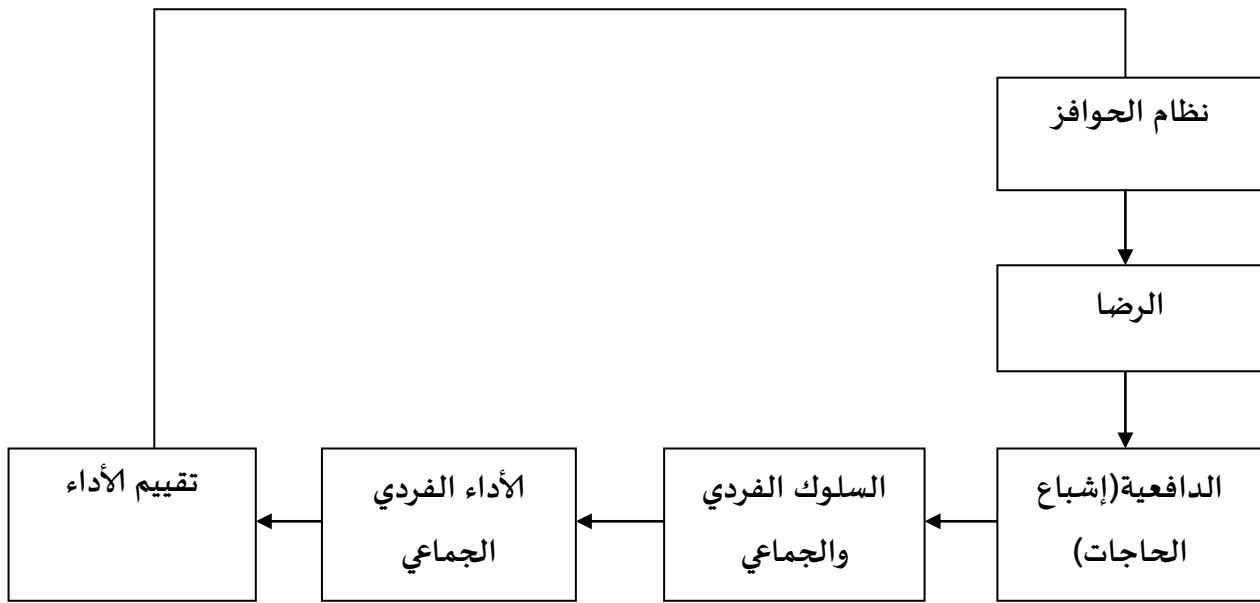 نظام الحوافز
الرضا
الدافعية(إشباع
الحاجات)
السلوك الفردي
والجماعي
الأداء الفردي
الجماعي
تقييم الأداء